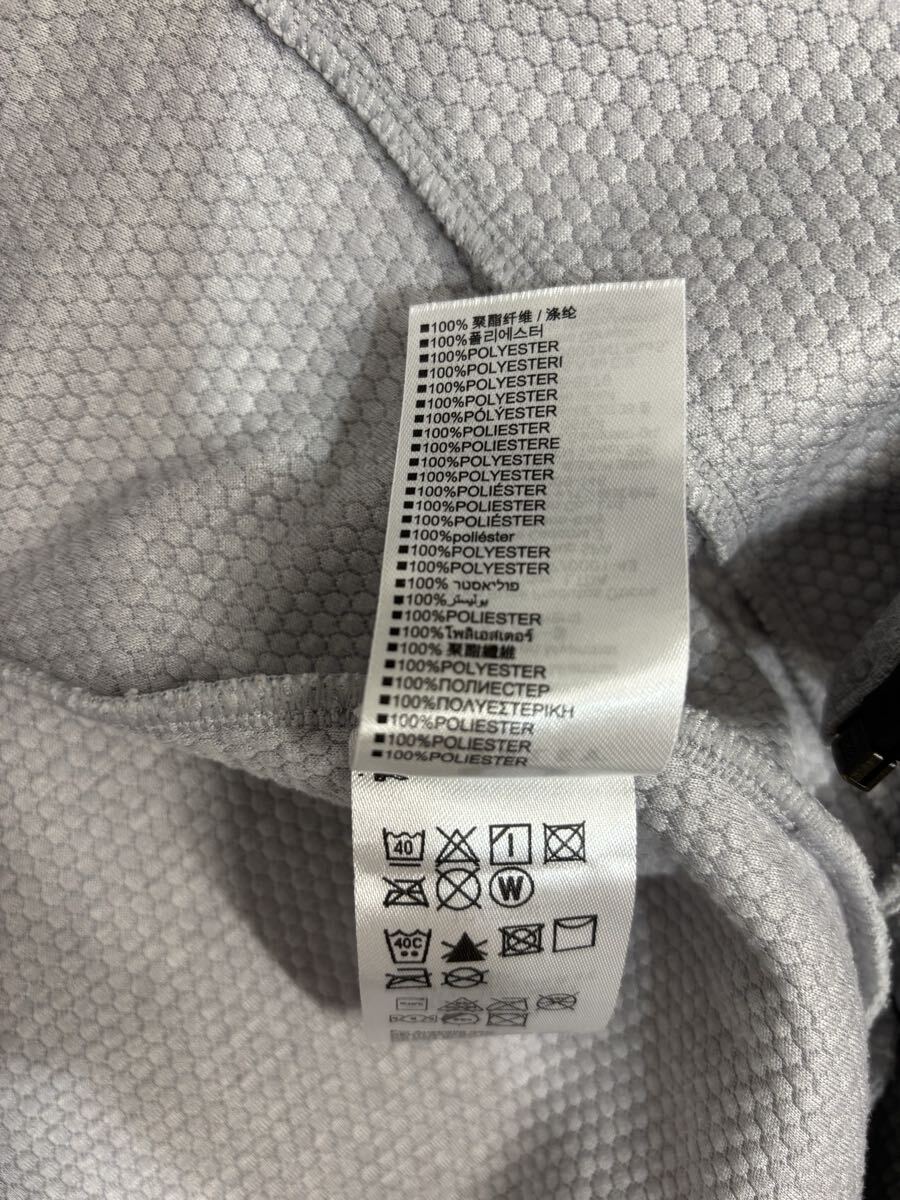 ■100% 聚酯纤维 / 涤纶
■100%폴리에스터
■100%POLYESTER
■100%POLYESTERI
■100%POLYESTER
■100%POLYESTER
■100%PÓLÝESTER
■100%POLIESTER
■100%POLIESTERE
■100%POLYESTER
■100%POLYESTER
■100%POLIÉSTER
■100%POLIESTER
■100%POLIÉSTER
■100%poliéster
■100%POLYESTER
■100%POLYESTER
■100% פוליאסטר
■100%بوليستر
■100%POLIESTER
■100%โพลิเอสเตอร์
■100% 聚酯纖維
■100%POLYESTER
■100%ПОЛИЕСТЕР
■100%ΠΟΛΥΕΣΤΕΡΙΚΗ
■100%POLIESTER
■100%POLIESTER
■100%POLIESTER
40
W
40C